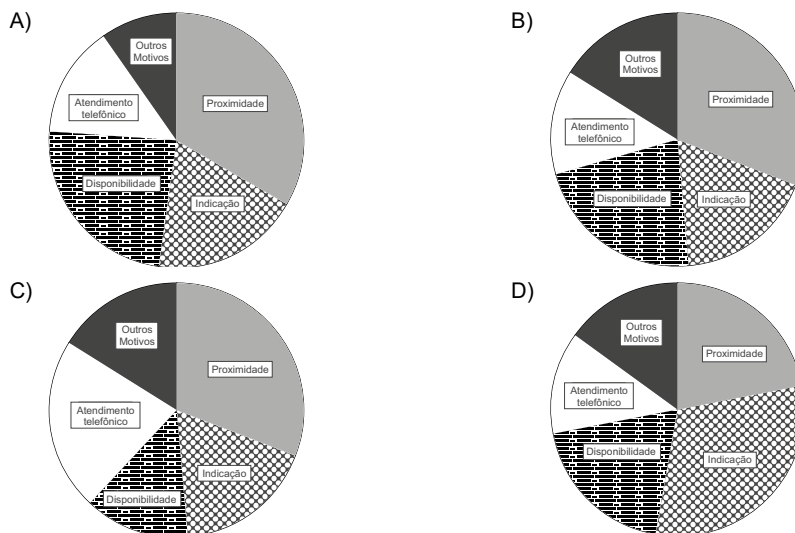 A)
Outros
Motivos
Proximidade
Atendimento
telefônico
Disponibilidade
Indicação
B)
Outros
Motivos
Proximidade
Atendimento
telefônico
Disponibilidade
Indicação
C)
Outros
Motivos
Proximidade
Atendimento
telefônico
Indicação
Disponibilidade
D)
Outros
Motivos
Proximidade
Atendimento
telefônico
Disponibilidade
Indicação